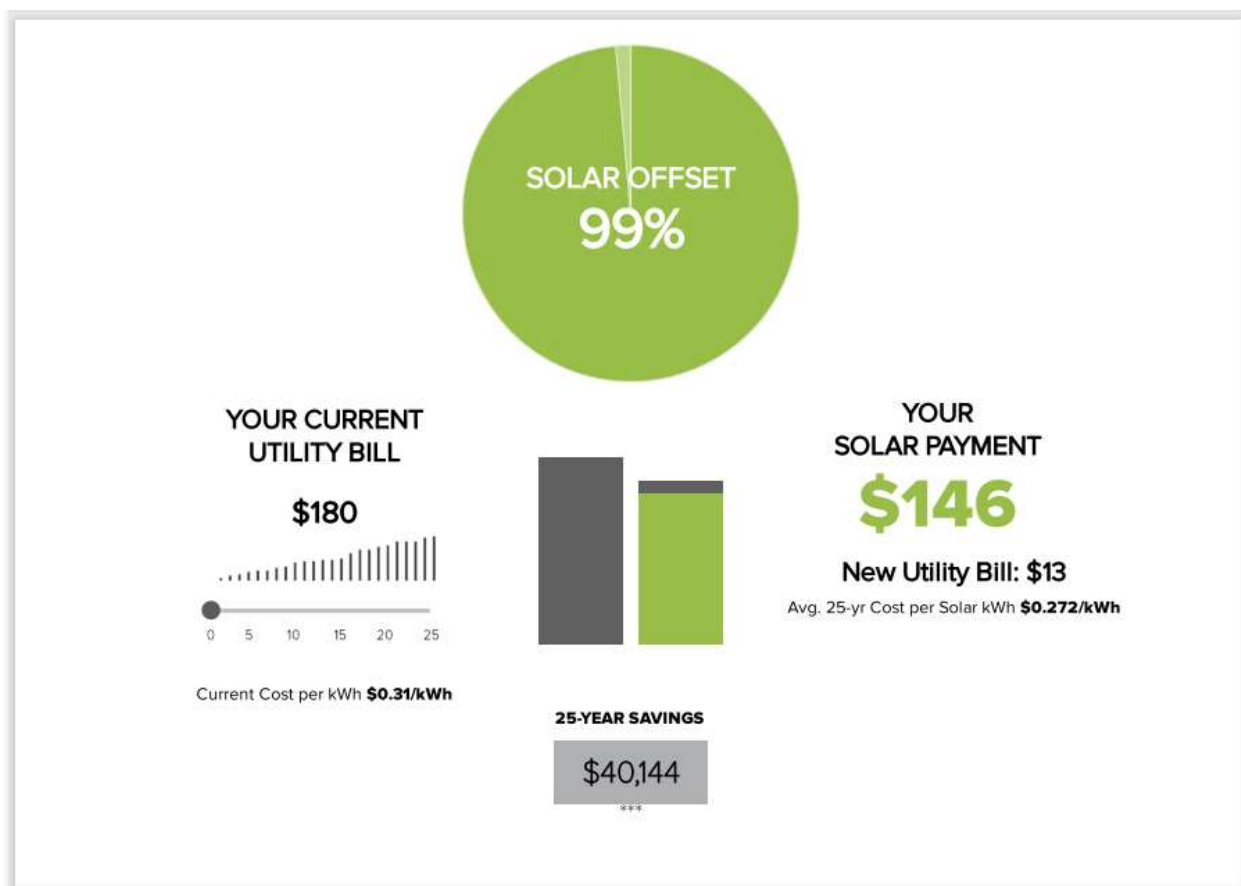 SOLAR OFFSET
99%
YOUR CURRENT
UTILITY BILL
$180
0 5 10 15 20 25
Current Cost per kWh $0.31/kWh
YOUR
SOLAR PAYMENT
$146
New Utility Bill: $13
Avg. 25-yr Cost per Solar kWh $0.272/kWh
25-YEAR SAVINGS
$40,144
***